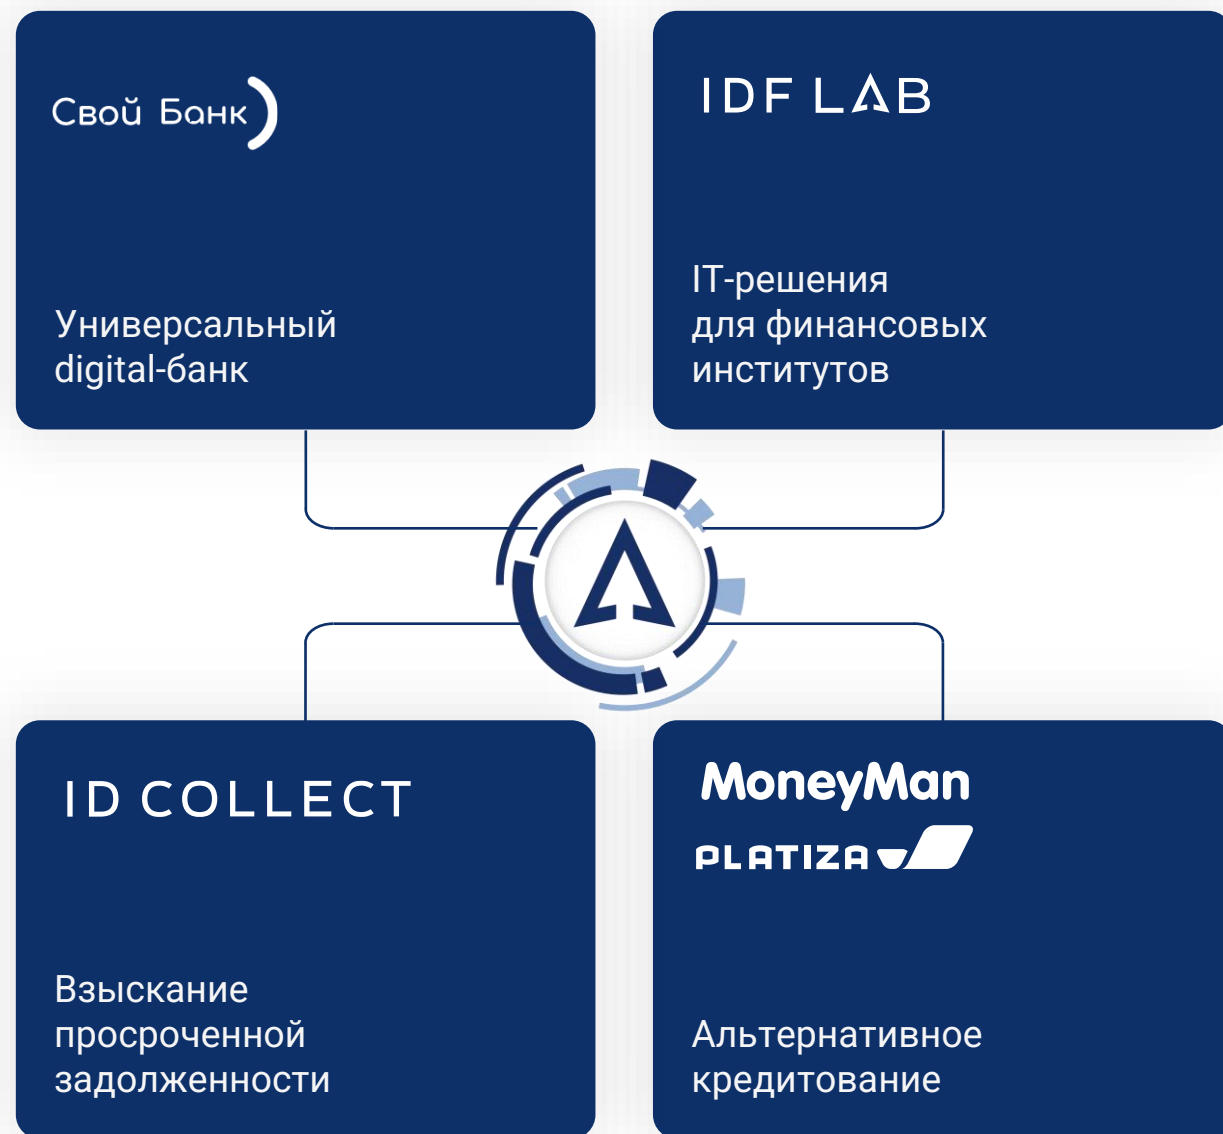 Свой Банк
Универсальный
digital-банк
IDF LAB
IT-решения
для финансовых
институтов
ID COLLECT
Взыскание
просроченной
задолженности
MoneyMan
PLATIZA
Альтернативное
кредитование